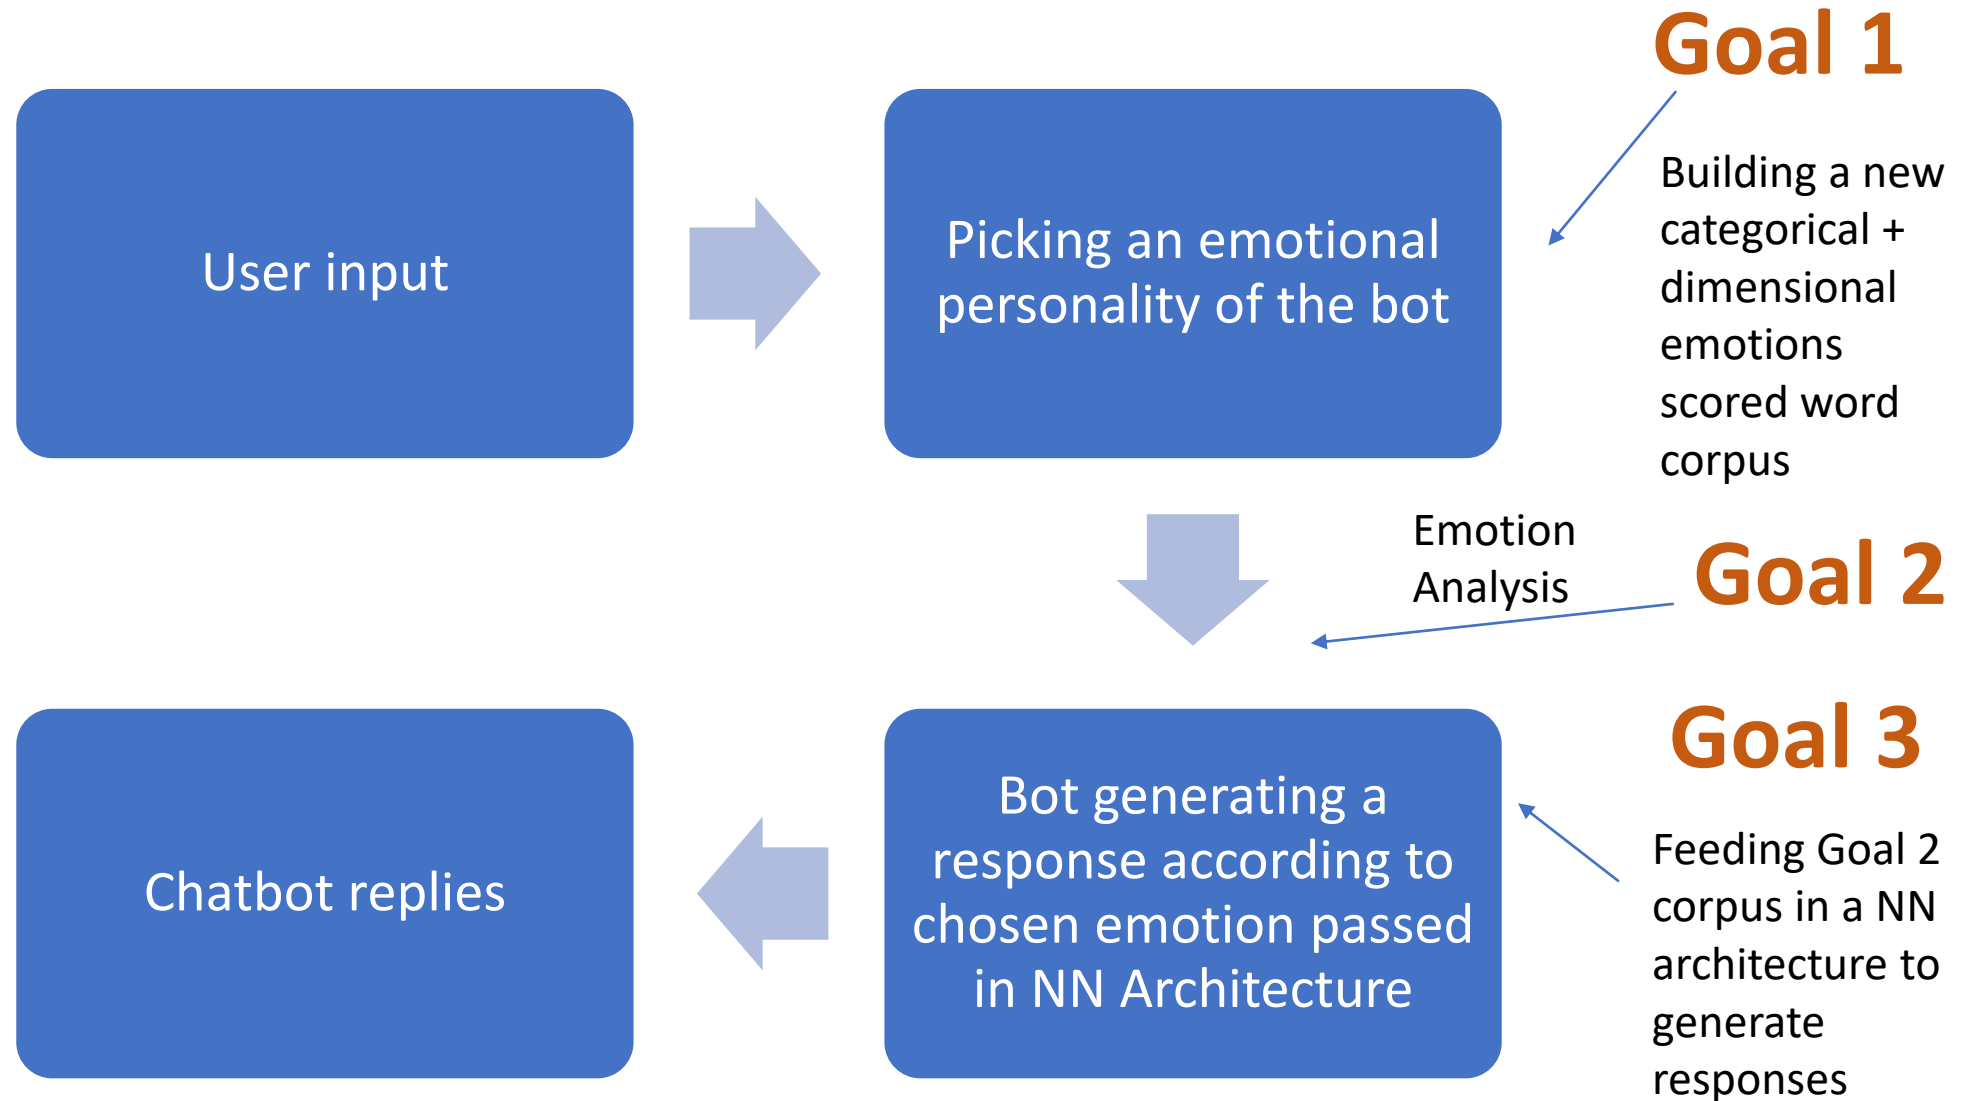 Goal 1
User input
Picking an emotional
personality of the bot
Building a new
categorical +
dimensional
emotions
scored word
corpus
Emotion
Analysis
Goal 2
Goal 3
Chatbot replies
Bot generating a
response according to
chosen emotion passed
in NN Architecture
Feeding Goal 2
corpus in a NN
architecture to
generate
responses